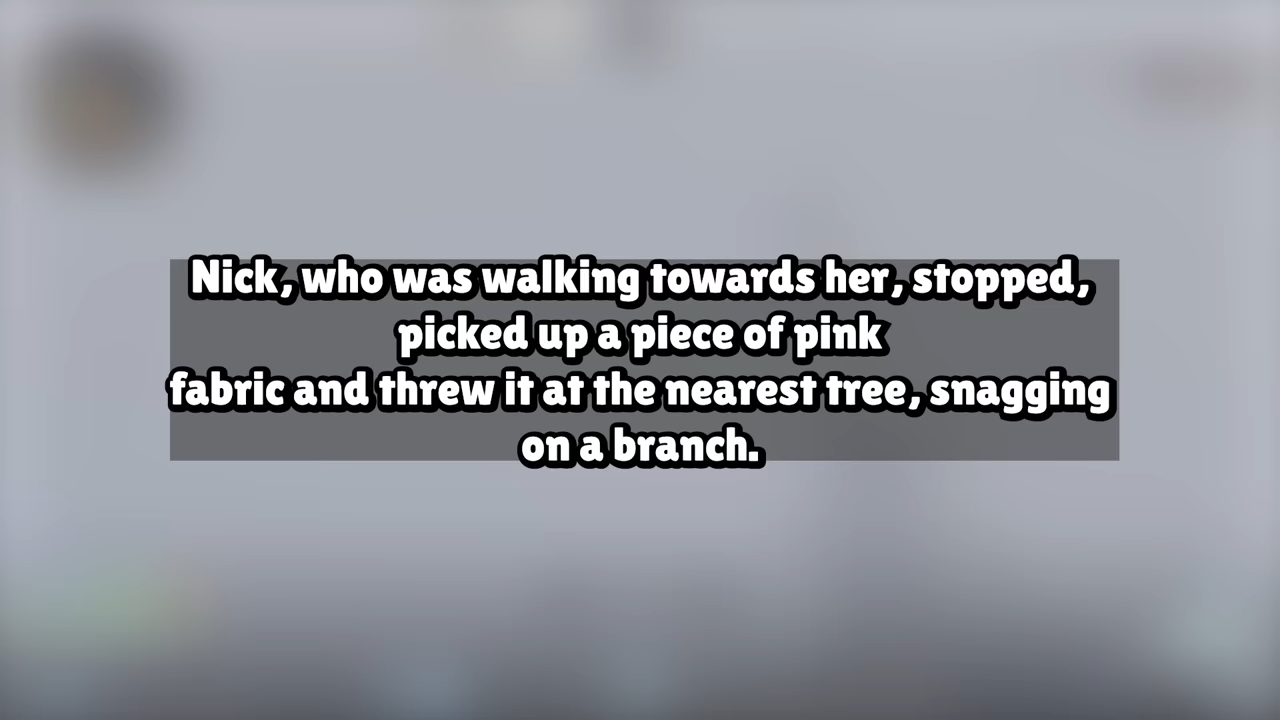 Nick, who was walking towards her, stopped,
picked up a piece of pink
fabric and threw it at the nearest tree, snagging
on a branch.